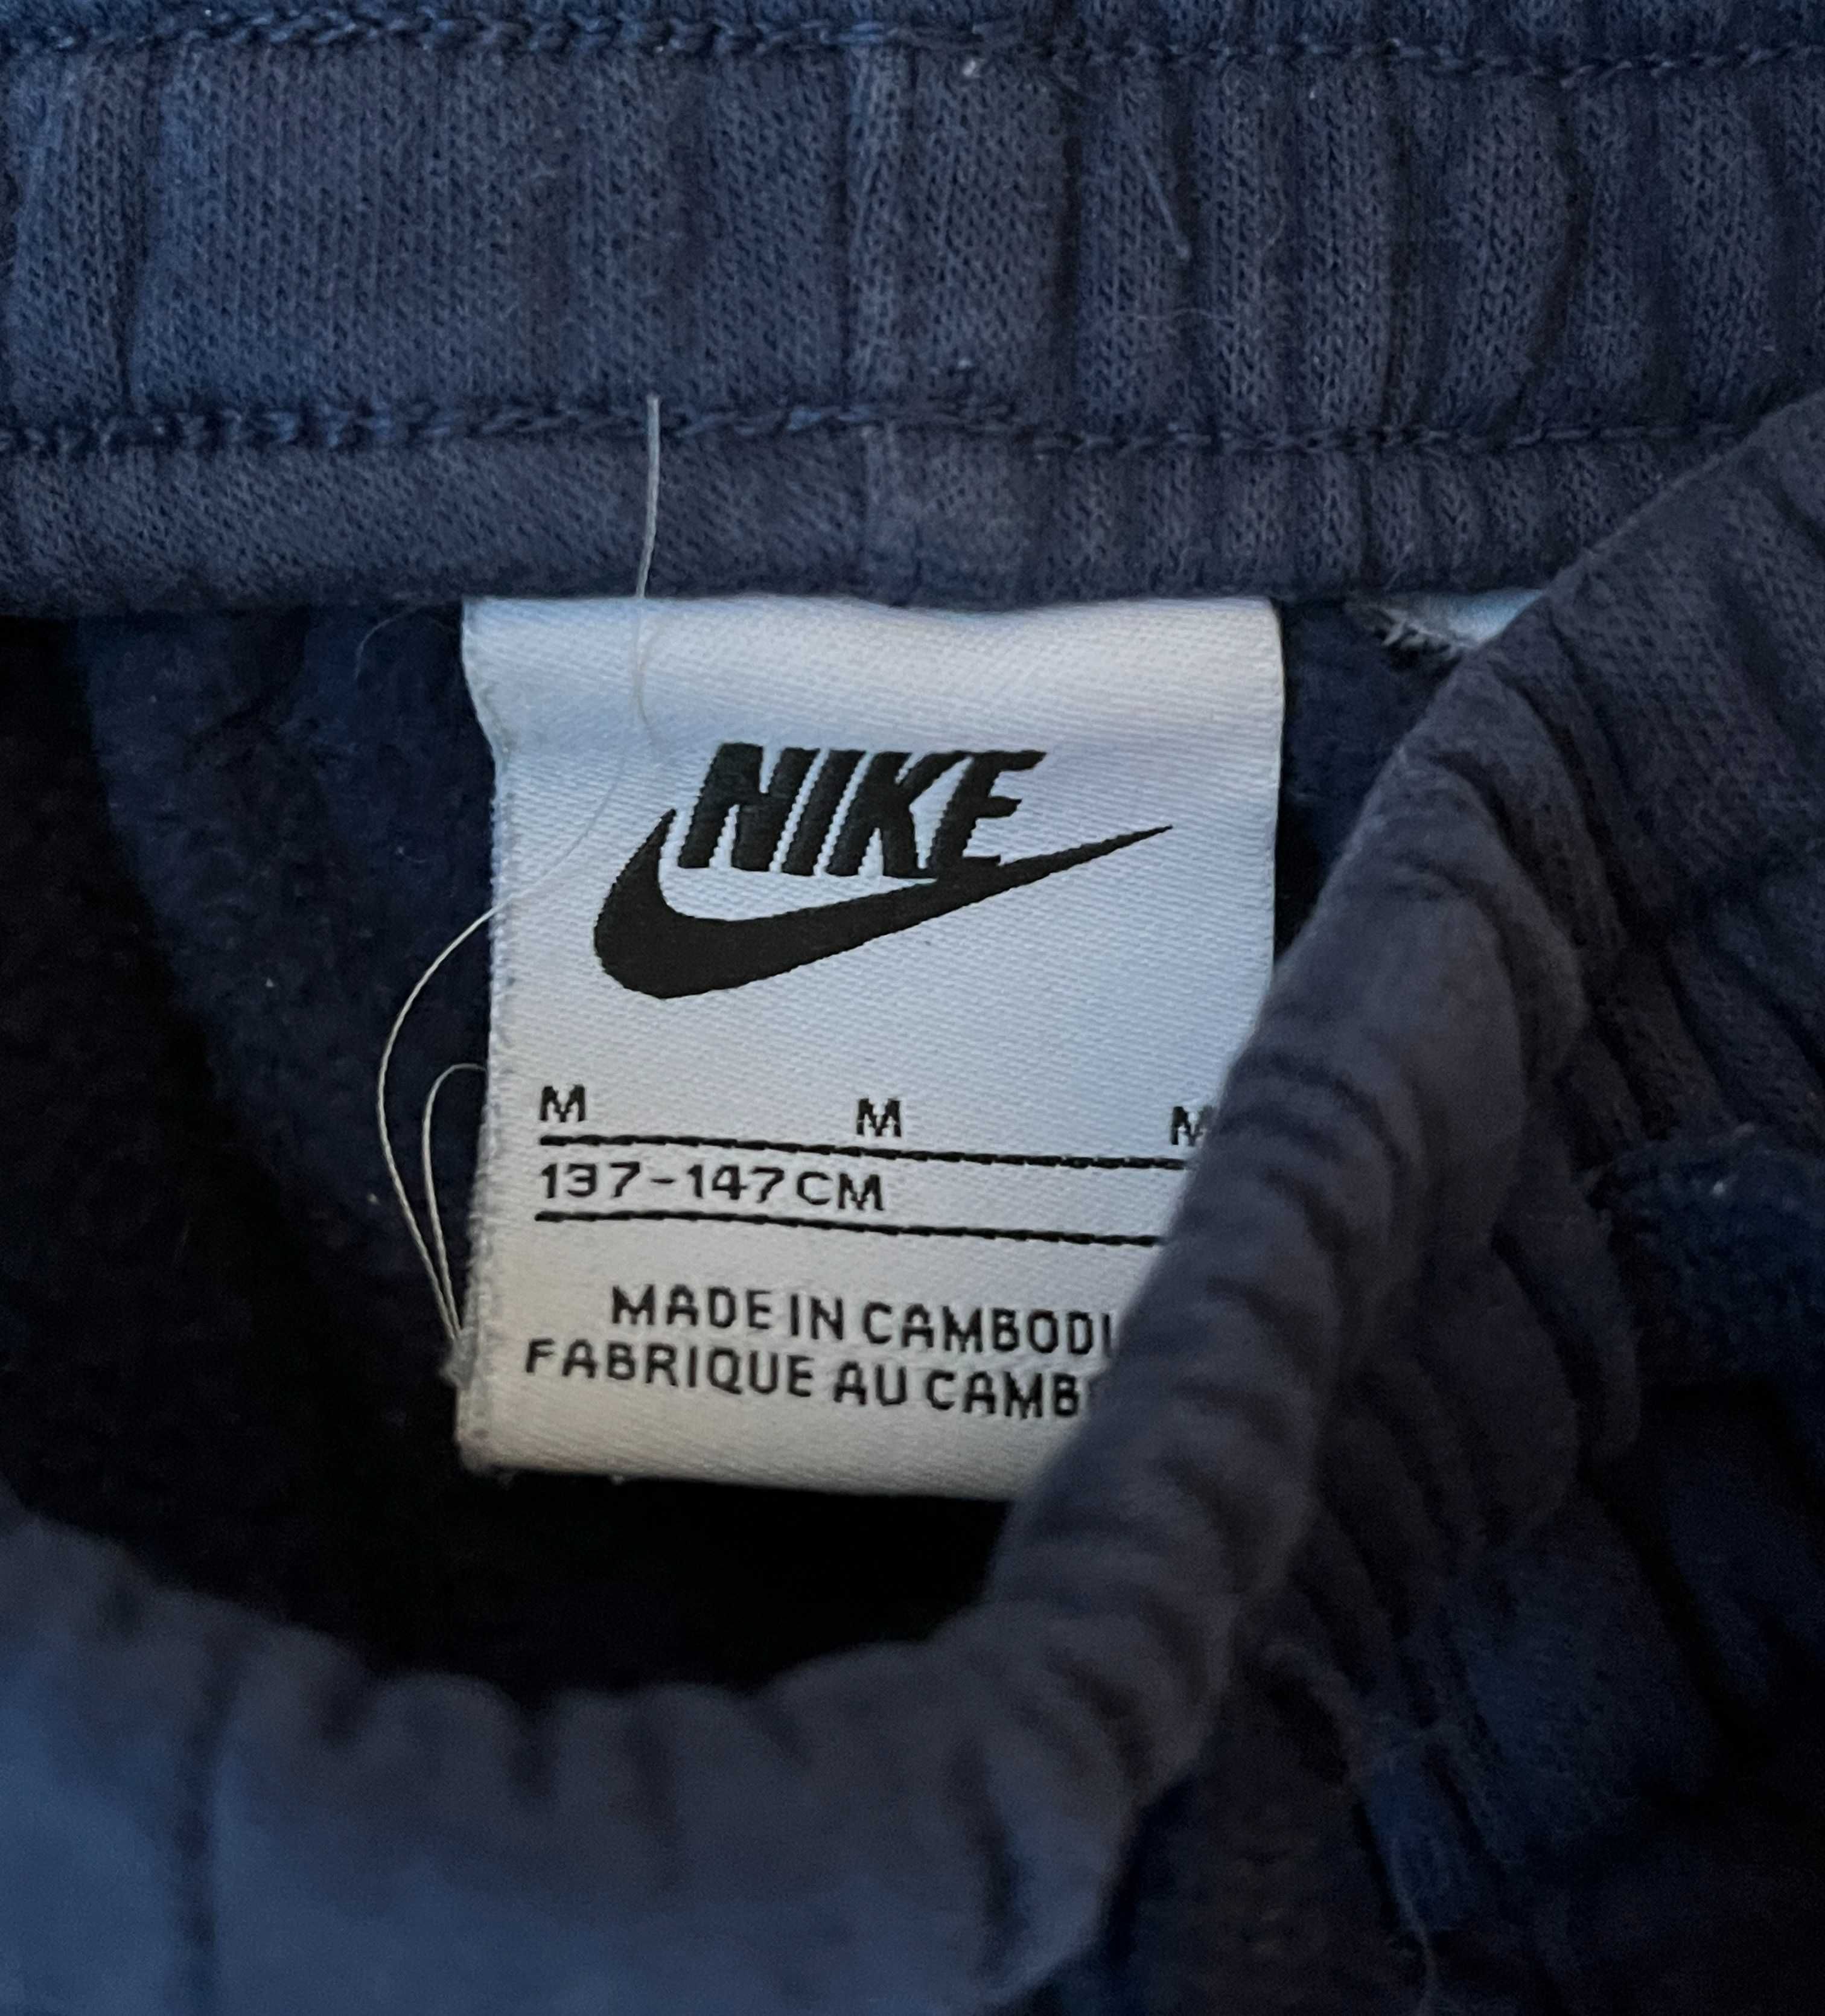 NIKE
M M M
137-147CM
MADE IN CAMBODI
FABRIQUE AU CAMB